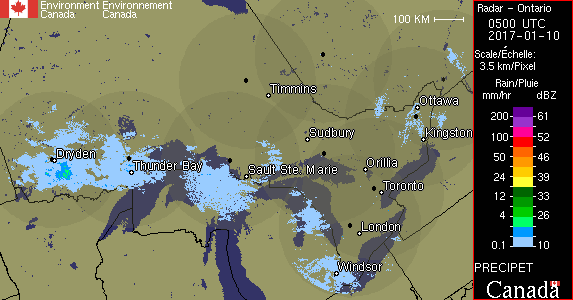 Environment Environnement
Canada Canada
100 KM
Timmins
Ottawa
Sudbury
Kingston
Dryden
Thunder Bay
Sault Ste. Marie
Orillia
Toronto
London
Windsor
Radar - Ontario
0500 UTC
2017-01-10
Scale/Échelle:
3.5 km/Pixel
Rain/Pluie
mm/hr dBZ
200 61
100 52
50 46
24 39
12 33
4 26
0.1 10
PRECIPET
Canada